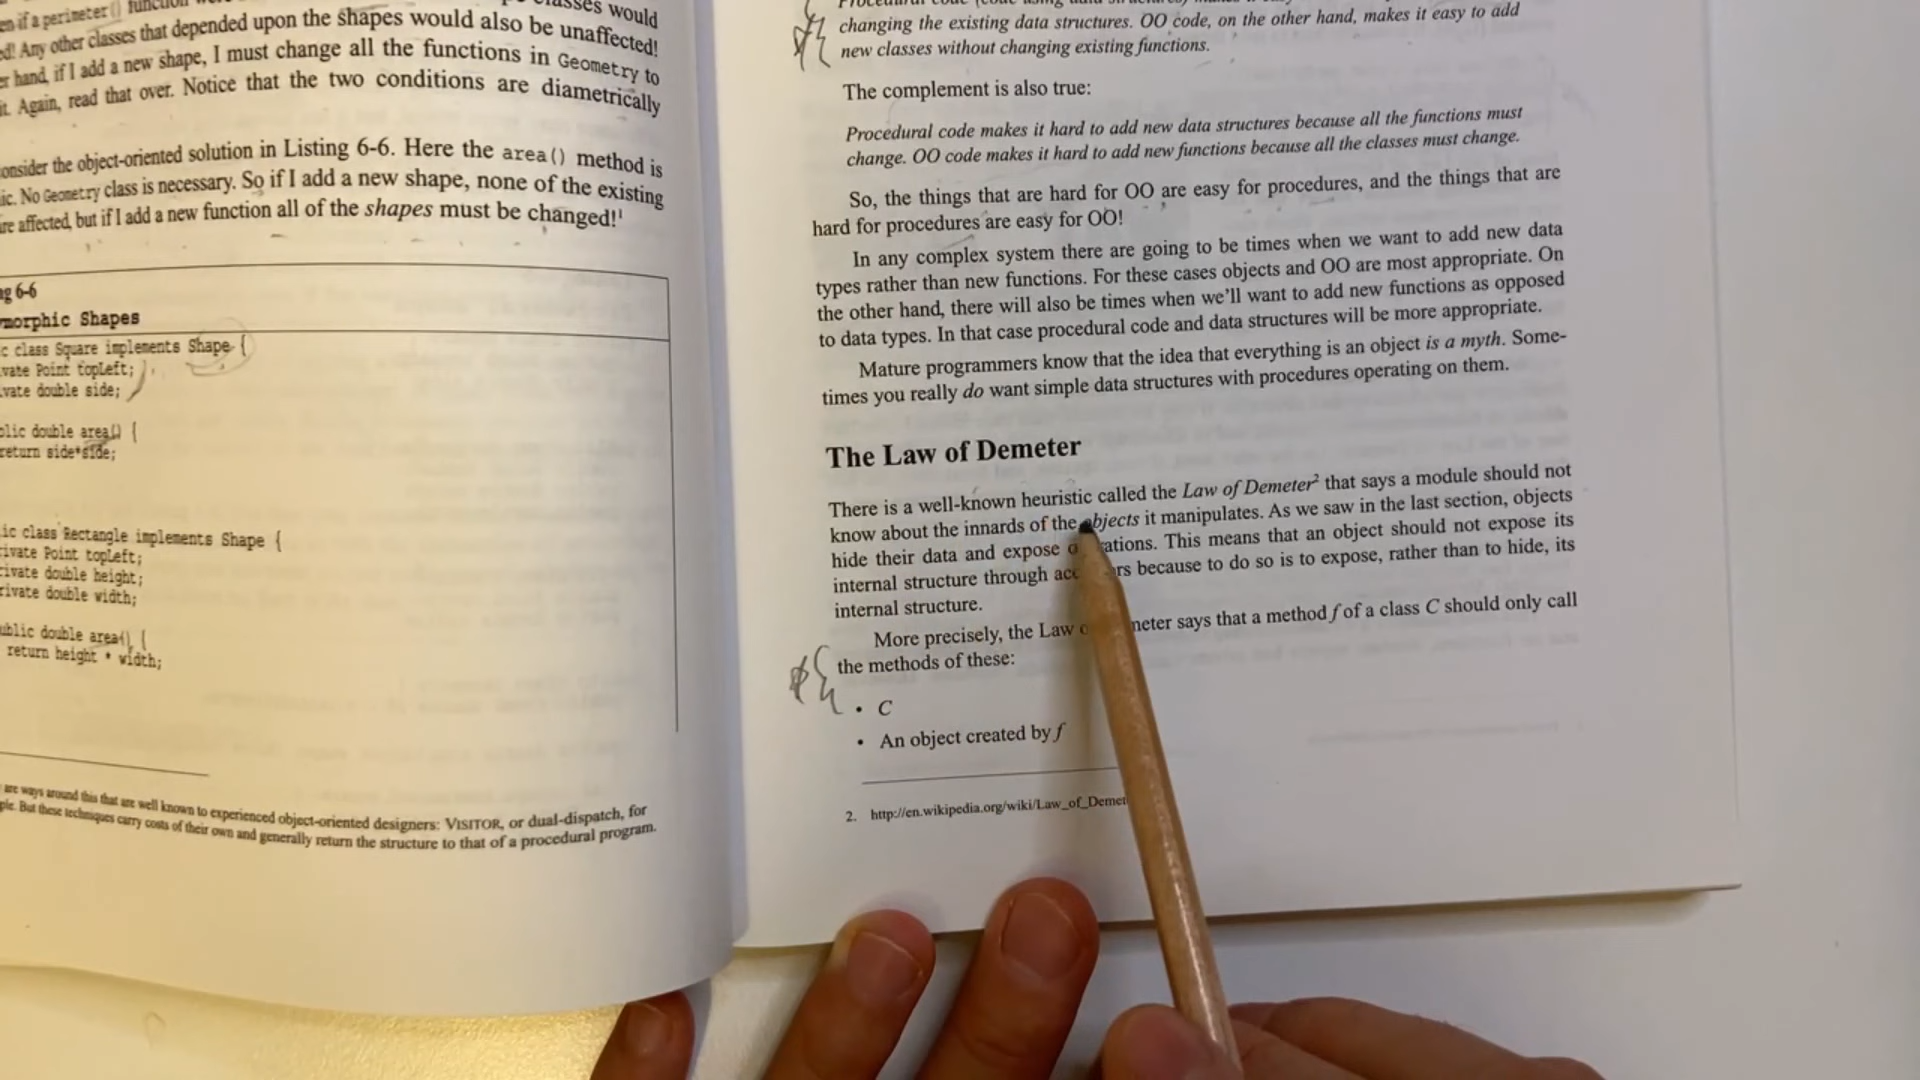 if a perimeter() function
classes would
Any other classes that depended upon the shapes would also be unaffected!
hand, if I add a new shape, I must change all the functions in Geometry to
it. Again, read that over. Notice that the two conditions are diametrically
onsider the object-oriented solution in Listing 6-6. Here the area() method is
ic. No Geometry class is necessary. So if I add a new shape, none of the existing
re affected, but if I add a new function all of the shapes must be changed!¹
g 6-6
morphic Shapes
c class Square implements Shape {
vate Point topLeft;
vate double side;
blic double area() {
return side*side;
ic class Rectangle implements Shape {
rivate Point topLeft;
rivate double height;
rivate double width;
ublic double area() {
return height * width;
are ways around this that are well known to experienced object-oriented designers: VISITOR, or dual-dispatch, for
ple. But these techniques carry costs of their own and generally return the structure to that of a procedural program.
changing the existing data structures. OO code, on the other hand, makes it easy to add
new classes without changing existing functions.
The complement is also true:
Procedural code makes it hard to add new data structures because all the functions must
change. OO code makes it hard to add new functions because all the classes must change.
So, the things that are hard for OO are easy for procedures, and the things that are
hard for procedures are easy for OO!
In any complex system there are going to be times when we want to add new data
types rather than new functions. For these cases objects and OO are most appropriate. On
the other hand, there will also be times when we'll want to add new functions as opposed
to data types. In that case procedural code and data structures will be more appropriate.
Mature programmers know that the idea that everything is an object is a myth. Some-
times you really do want simple data structures with procedures operating on them.
The Law of Demeter
There is a well-known heuristic called the Law of Demeter² that says a module should not
know about the innards of the objects it manipulates. As we saw in the last section, objects
hide their data and expose o rations. This means that an object should not expose its
internal structure through acc rs because to do so is to expose, rather than to hide, its
internal structure.
More precisely, the Law o meter says that a method f of a class C should only call
the methods of these:
• C
• An object created by f
2. http://en.wikipedia.org/wiki/Law_of_Demet